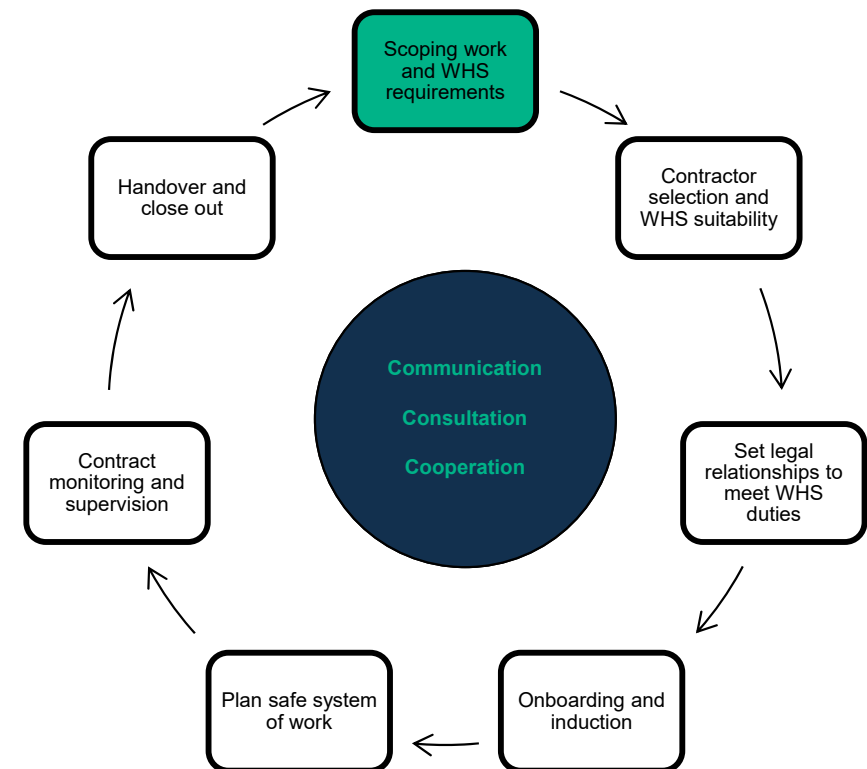 Scoping work
and WHS
requirements
Contractor
selection and
WHS suitability
Set legal
relationships to
meet WHS
duties
Onboarding and
induction
Plan safe system
of work
Contract
monitoring and
supervision
Handover and
close out
Communication
Consultation
Cooperation